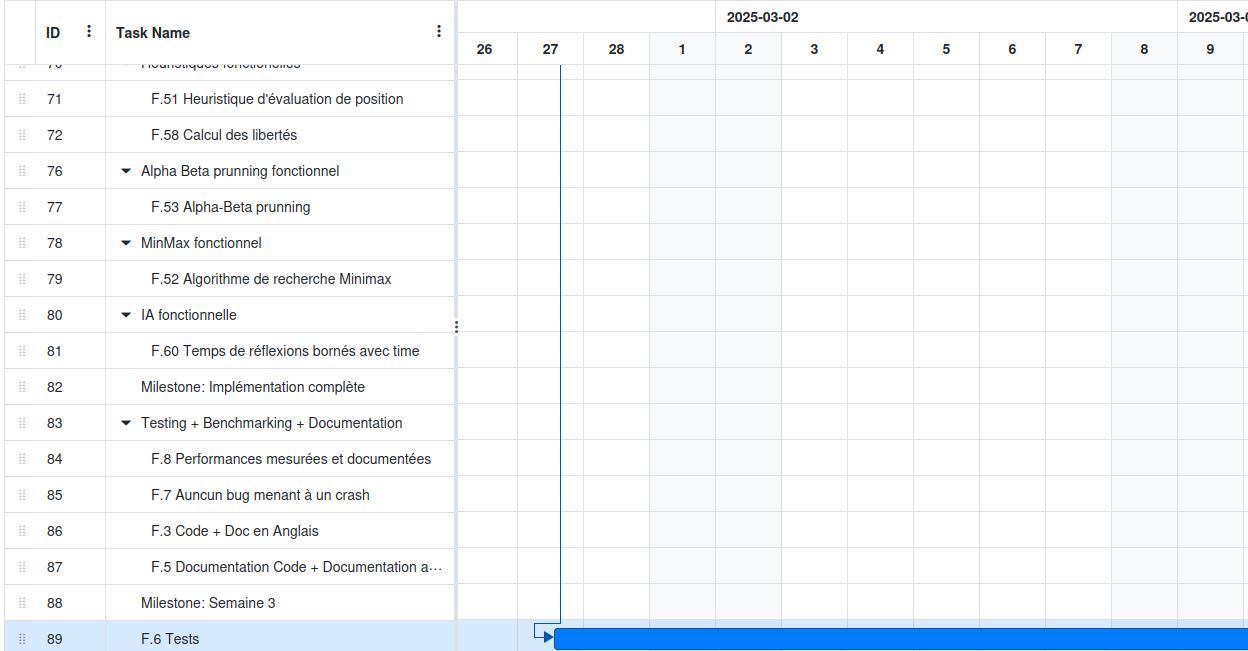 ID Task Name 2025-03-02
26 27 28 1 2 3 4 5 6 7 8 9
71 F.51 Heuristique d'évaluation de position
72 F.58 Calcul des libertés
76 Alpha Beta prunning fonctionnel
77 F.53 Alpha-Beta prunning
78 MinMax fonctionnel
79 F.52 Algorithme de recherche Minimax
80 IA fonctionnelle
81 F.60 Temps de réflexions bornés avec time
82 Milestone: Implémentation complète
83 Testing + Benchmarking + Documentation
84 F.8 Performances mesurées et documentées
85 F.7 Auncun bug menant à un crash
86 F.3 Code + Doc en Anglais
87 F.5 Documentation Code + Documentation a...
88 Milestone: Semaine 3
89 F.6 Tests